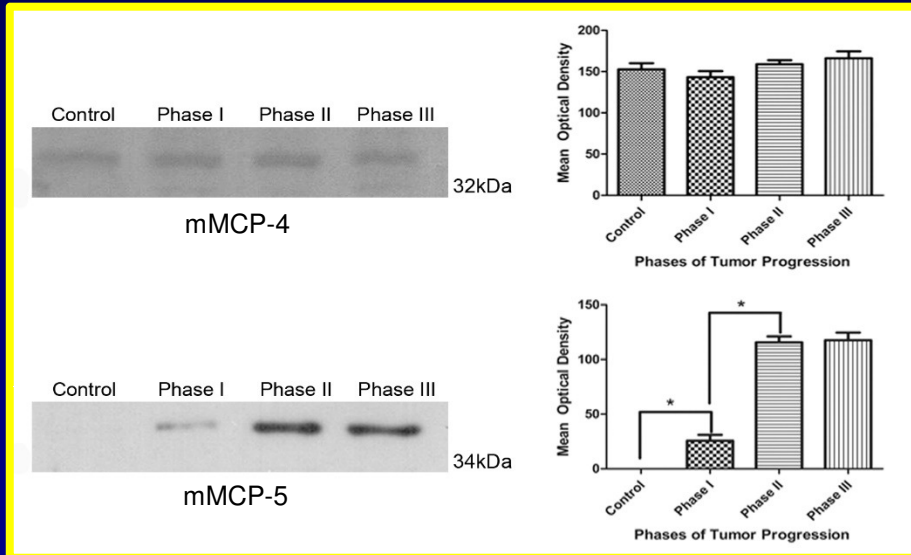 Control Phase I Phase II Phase III
32kDa
mMCP-4
200
150
100
50
0
Mean Optical Density
Control
Phase I
Phase II
Phase III
Phases of Tumor Progression
Control Phase I Phase II Phase III
34kDa
mMCP-5
150
100
50
0
Mean Optical Density
*
*
Control
Phase I
Phase II
Phase III
Phases of Tumor Progression